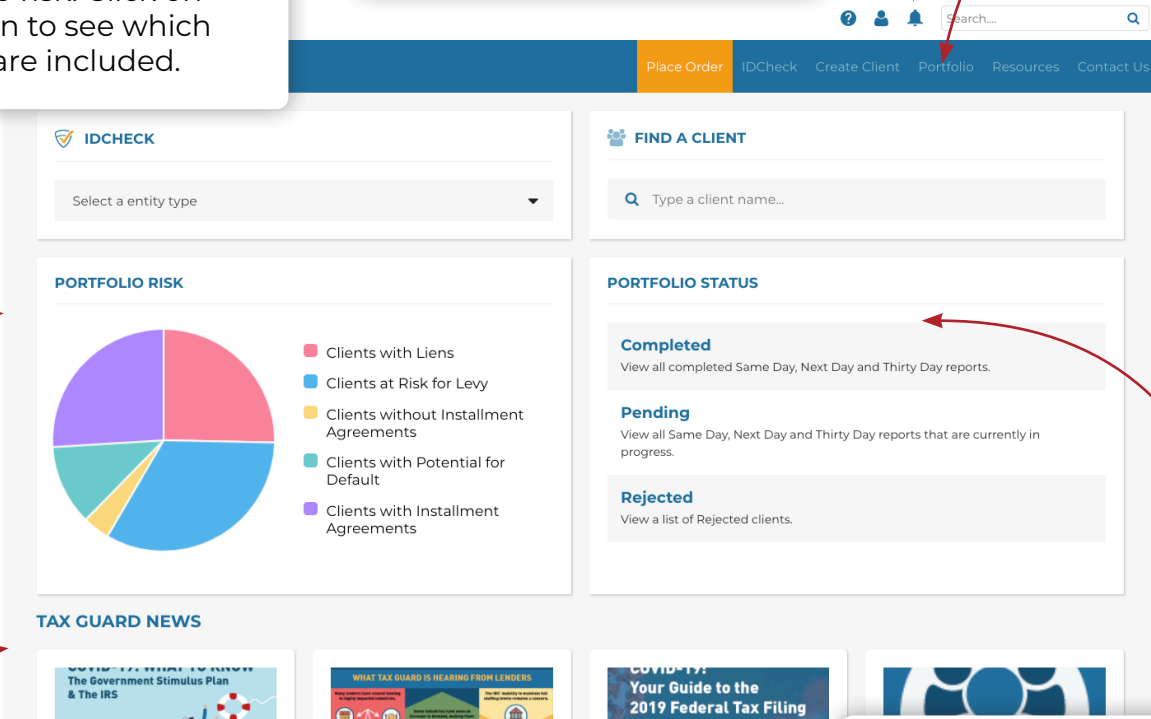 n to see which
are included.
Search....
Place Order IDCheck Create Client Portfolio Resources Contact Us
IDCHECK
Select a entity type
FIND A CLIENT
Type a client name...
PORTFOLIO RISK
Clients with Liens
Clients at Risk for Levy
Clients without Installment
Agreements
Clients with Potential for
Default
Clients with Installment
Agreements
PORTFOLIO STATUS
Completed
View all completed Same Day, Next Day and Thirty Day reports.
Pending
View all Same Day, Next Day and Thirty Day reports that are currently in
progress.
Rejected
View a list of Rejected clients.
TAX GUARD NEWS
COVID-19: WHAT TO KNOW
The Government Stimulus Plan
& The IRS
WHAT TAX GUARD IS HEARING FROM LENDERS
COVID-19:
Your Guide to the
2019 Federal Tax Filing